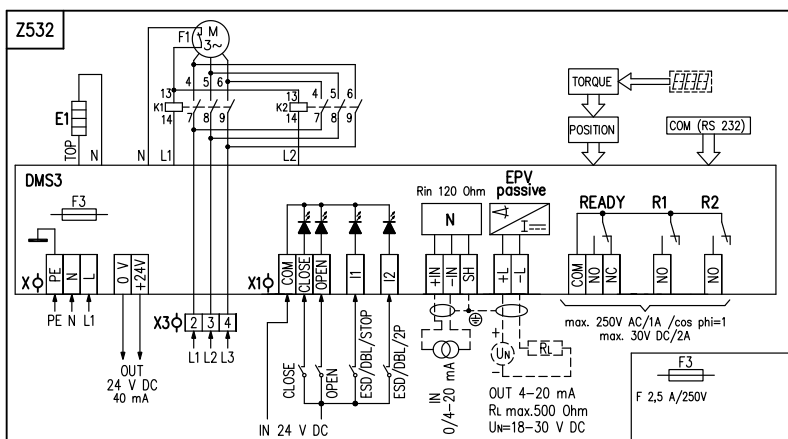 Z532
F1
M
3~
4 5 6
13
K1
14
7 8 9
13
K2
14
4 5 6
7 8 9
E1
TOP
N
N
L1
L2
TORQUE
POSITION
COM (RS 232)
DMS3
F3
Rin 120 Ohm
N
EPV
passive
READY R1 R2
X
PE
N
L
0 V
+24V
X1
COM
CLOSE
OPEN
I1
I2
+IN
-IN
SH
+L
-L
COM
NO
NC
NO
NO
PE N L1
X3
2 3 4
L1 L2 L3
OUT
24 V DC
40 mA
CLOSE
OPEN
ESD/DBL/STOP
ESD/DBL/2P
IN 24 V DC
IN
0/4-20 mA
+
UN
-
RL
OUT 4-20 mA
RL max.500 Ohm
UN=18-30 V DC
max. 250V AC/1A /cos phi=1
max. 30V DC/2A
F3
F 2,5 A/250V